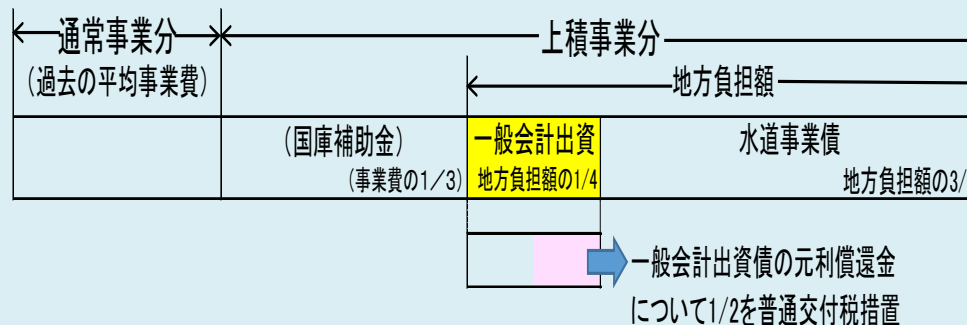 通常事業分
上積事業分
(過去の平均事業費)
地方負担額
(国庫補助金)
(事業費の1/3)
一般会計出資
地方負担額の1/4
水道事業債
地方負担額の3/
一般会計出資債の元利償還金
について1/2を普通交付税措置